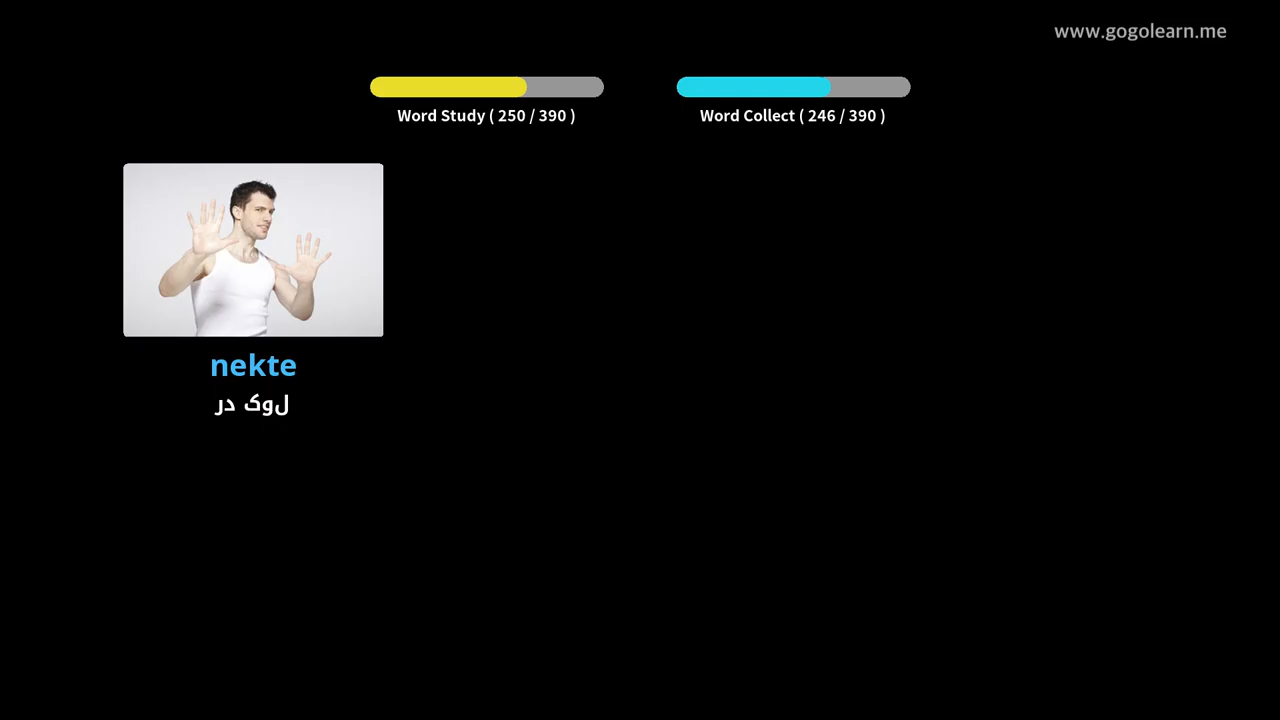 www.gogolearn.me
Word Study ( 250 / 390 )
Word Collect ( 246 / 390 )
nekte
رد کول